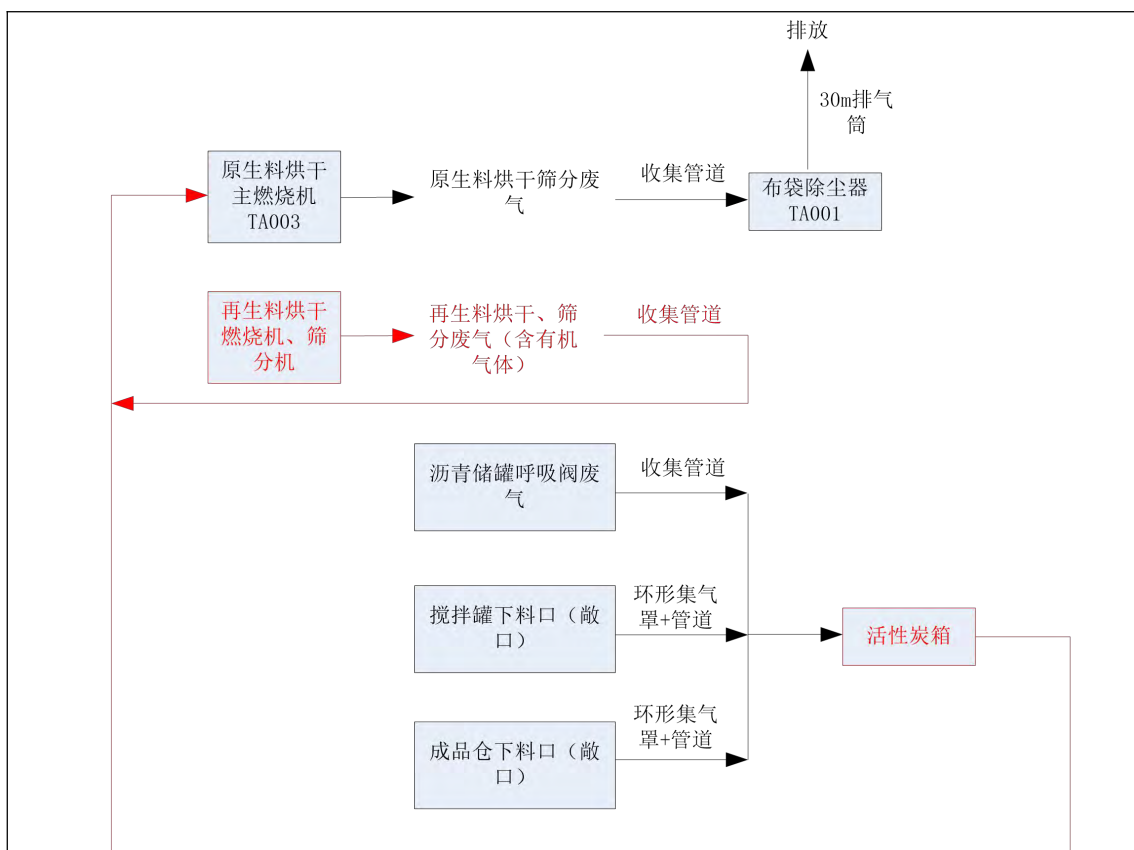 排放
30m排气
筒
原生料烘干
主燃烧机
TA003
原生料烘干筛分废
气
收集管道
布袋除尘器
TA001
再生料烘干
燃烧机、筛
分机
再生料烘干、筛
分废气（含有机
气体）
收集管道
沥青储罐呼吸阀废
气
收集管道
搅拌罐下料口（敞
口）
环形集气
罩+管道
活性炭箱
成品仓下料口（敞
口）
环形集气
罩+管道